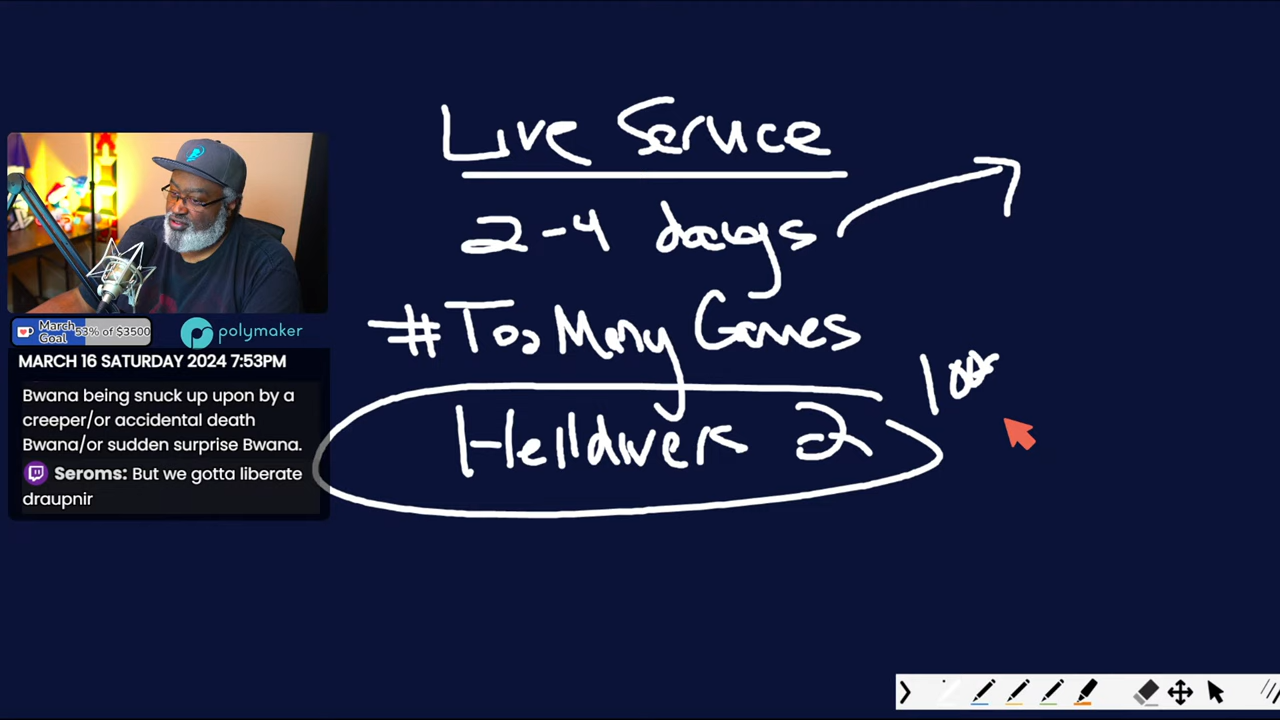 Live Service
2-4 days
#Too Many Games
Helldivers 2
100
March
Goal
53% of $3500
polymaker
MARCH 16 SATURDAY 2024 7:53PM
Bwana being snuck up upon by a
creeper/or accidental death
Bwana/or sudden surprise Bwana.
Seroms: But we gotta liberate
draupnir